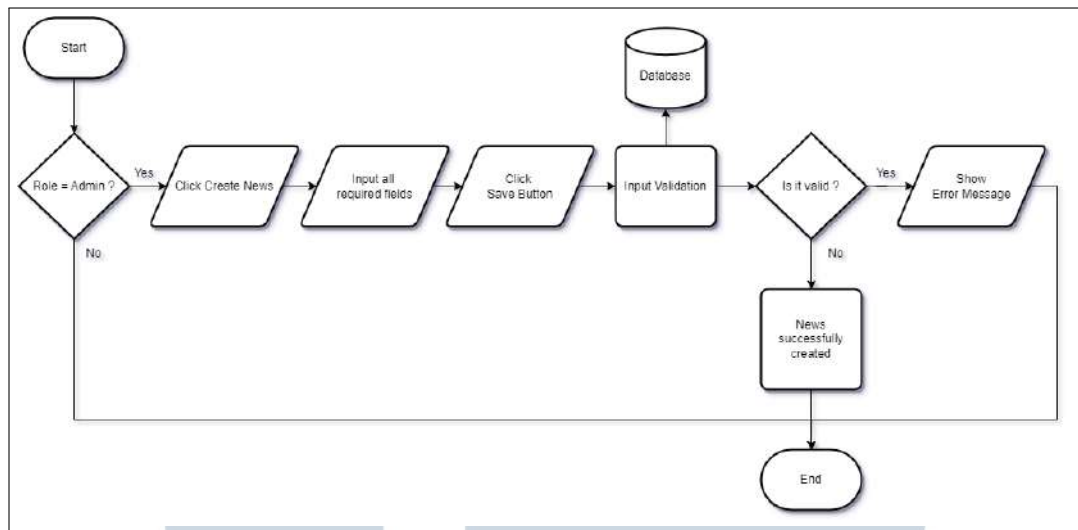 Start
Database
Role = Admin ?
Yes
Click Create News
Input all
required fields
Click
Save Button
Input Validation
Is it valid ?
Yes
Show
Error Message
No
No
News
successfully
created
End